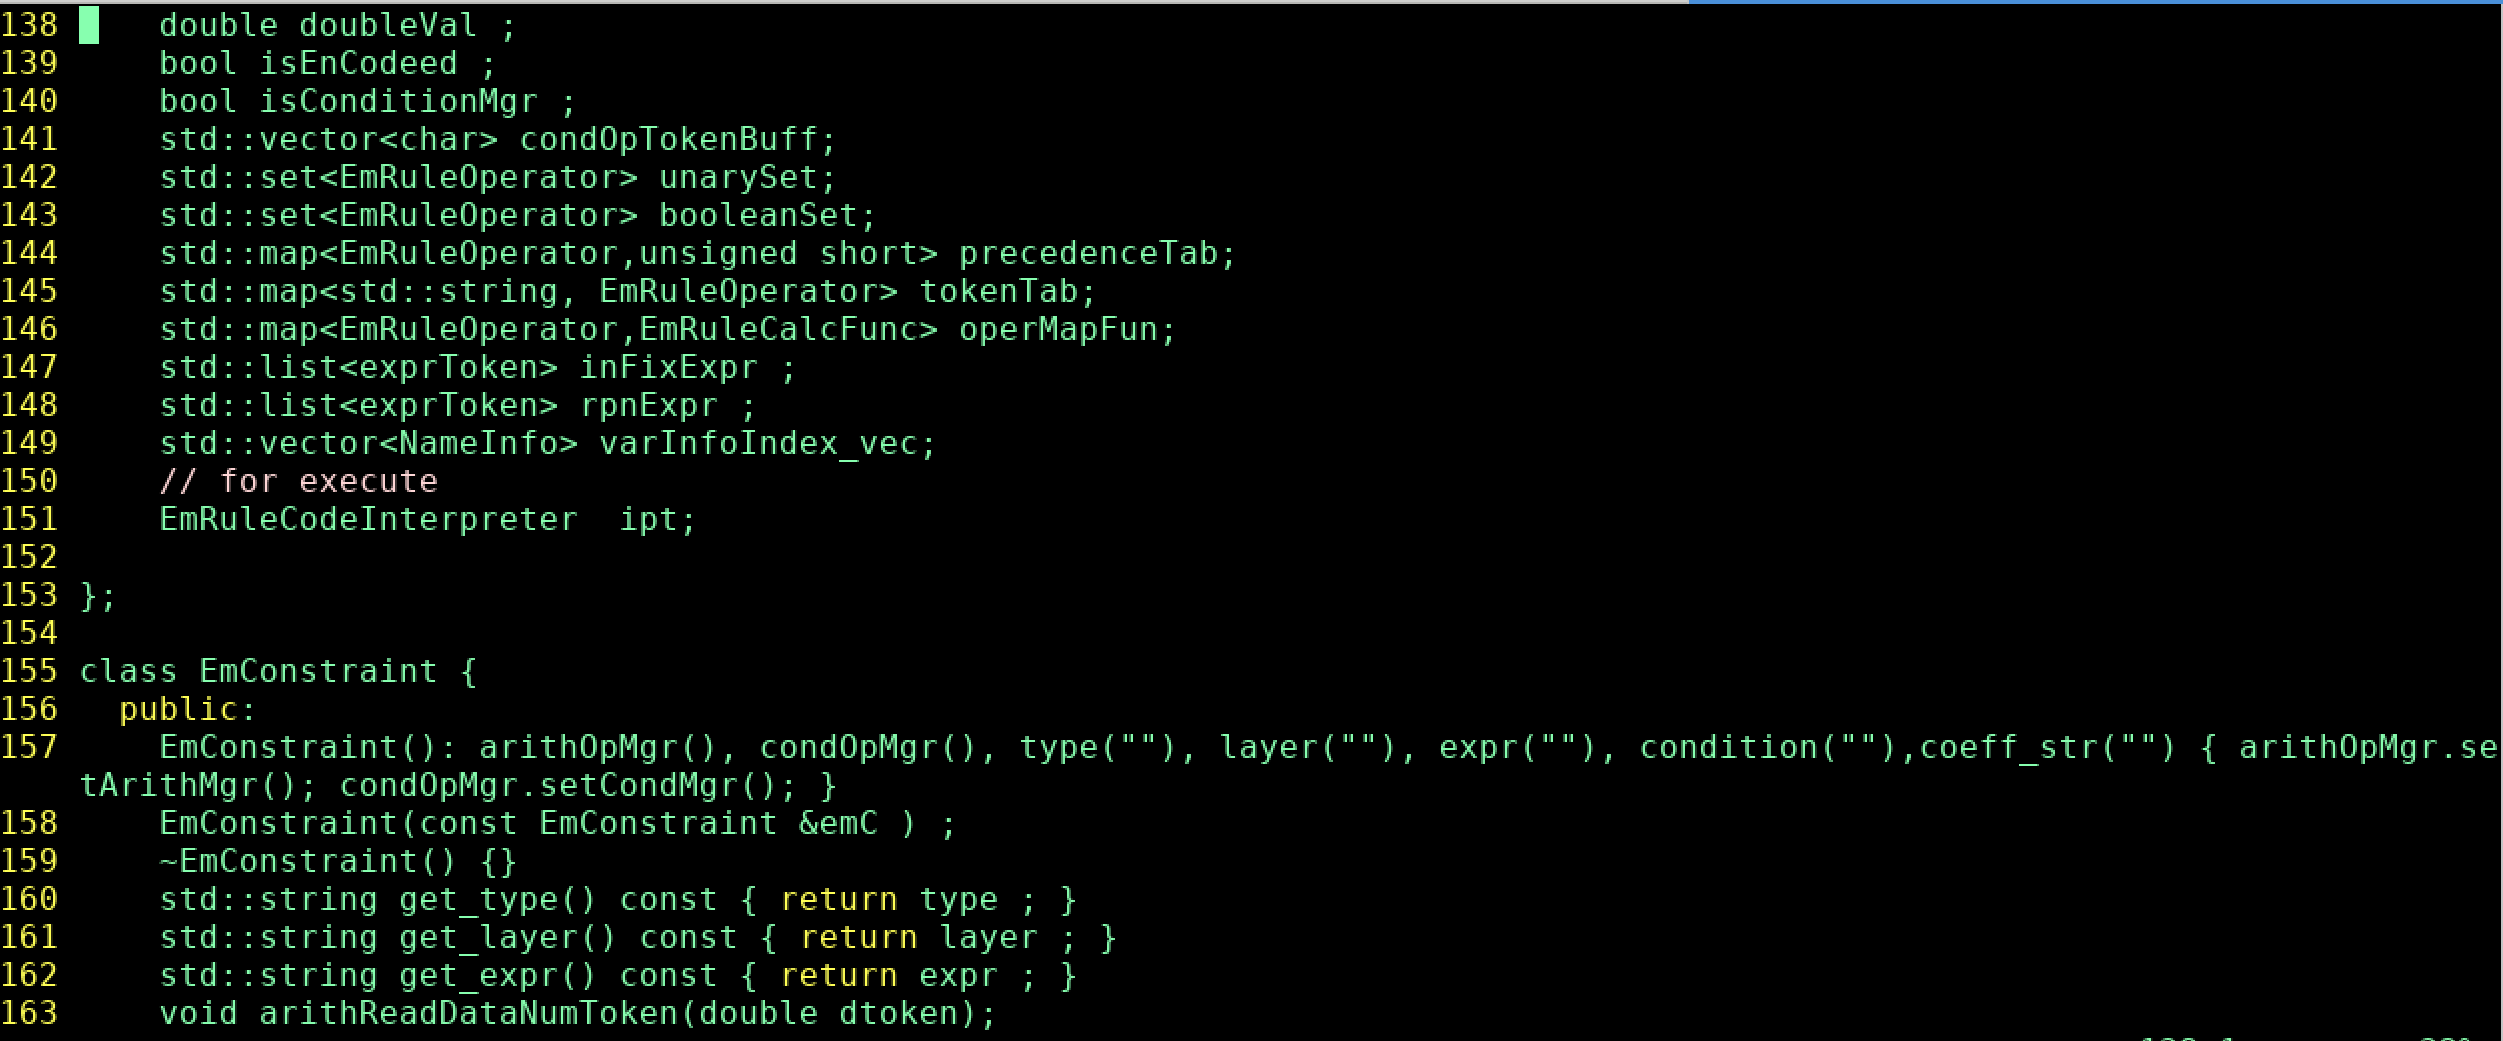 138     double doubleVal ;
139     bool isEnCodeed ;
140     bool isConditionMgr ;
141     std::vector<char> condOpTokenBuff;
142     std::set<EmRuleOperator> unarySet;
143     std::set<EmRuleOperator> booleanSet;
144     std::map<EmRuleOperator,unsigned short> precedenceTab;
145     std::map<std::string, EmRuleOperator> tokenTab;
146     std::map<EmRuleOperator,EmRuleCalcFunc> operMapFun;
147     std::list<exprToken> inFixExpr ;
148     std::list<exprToken> rpnExpr ;
149     std::vector<NameInfo> varInfoIndex_vec;
150     // for execute
151     EmRuleCodeInterpreter  ipt;
152
153 };
154
155 class EmConstraint {
156   public:
157     EmConstraint(): arithOpMgr(), condOpMgr(), type(""), layer(""), expr(""), condition(""),coeff_str("") { arithOpMgr.se
tArithMgr(); condOpMgr.setCondMgr(); }
158     EmConstraint(const EmConstraint &emC ) ;
159     ~EmConstraint() {}
160     std::string get_type() const { return type ; }
161     std::string get_layer() const { return layer ; }
162     std::string get_expr() const { return expr ; }
163     void arithReadDataNumToken(double dtoken);